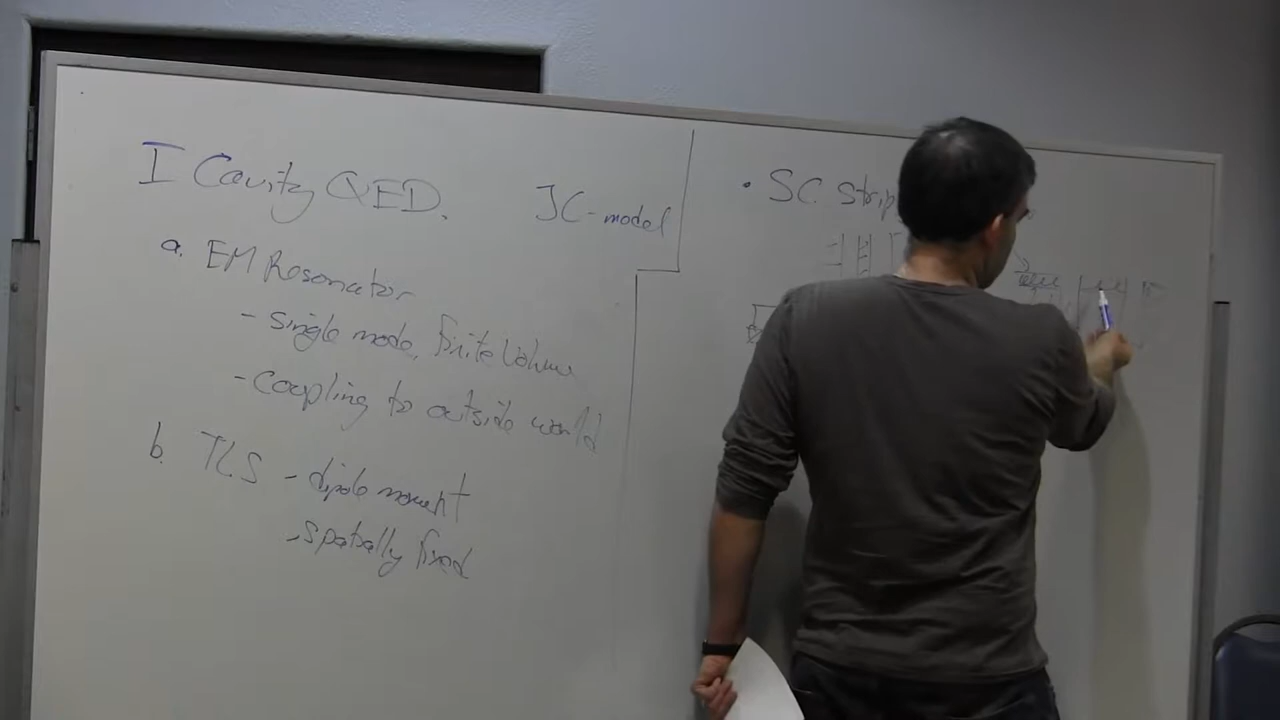 I Cavity QED.
JC-model
a. EM Resonator
- single mode, finite Volume
- coupling to outside world
b. TLS - dipole moment
- spatially fixed
• SC strip